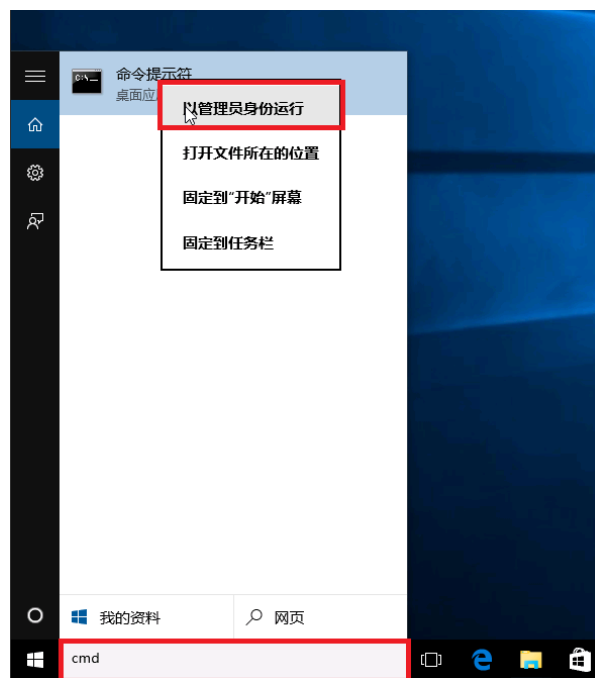 命令提示符
桌面应
以管理员身份运行
打开文件所在的位置
固定到“开始”屏幕
固定到任务栏
我的资料
网页
cmd